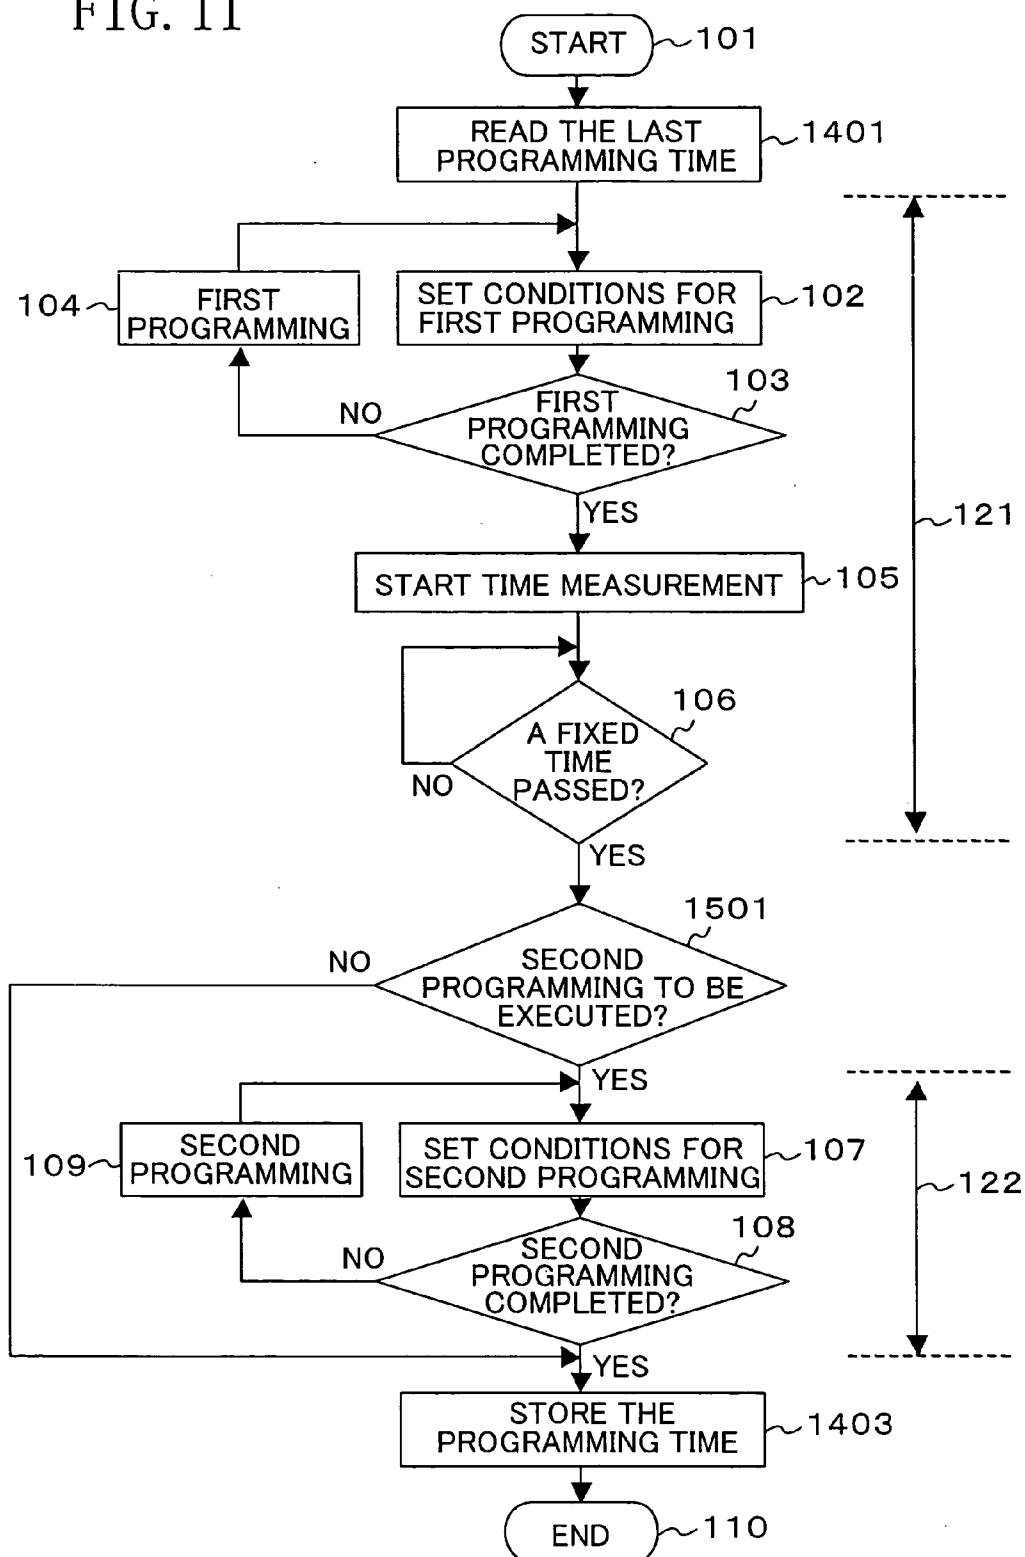 FIG. 11
START
101
READ THE LAST
PROGRAMMING TIME
1401
104
FIRST
PROGRAMMING
SET CONDITIONS FOR
FIRST PROGRAMMING
102
103
NO
FIRST
PROGRAMMING
COMPLETED?
YES
121
START TIME MEASUREMENT
105
106
A FIXED
TIME
PASSED?
NO
YES
1501
NO
SECOND
PROGRAMMING TO BE
EXECUTED?
YES
109
SECOND
PROGRAMMING
SET CONDITIONS FOR
SECOND PROGRAMMING
107
122
108
NO
SECOND
PROGRAMMING
COMPLETED?
YES
STORE THE
PROGRAMMING TIME
1403
END
110